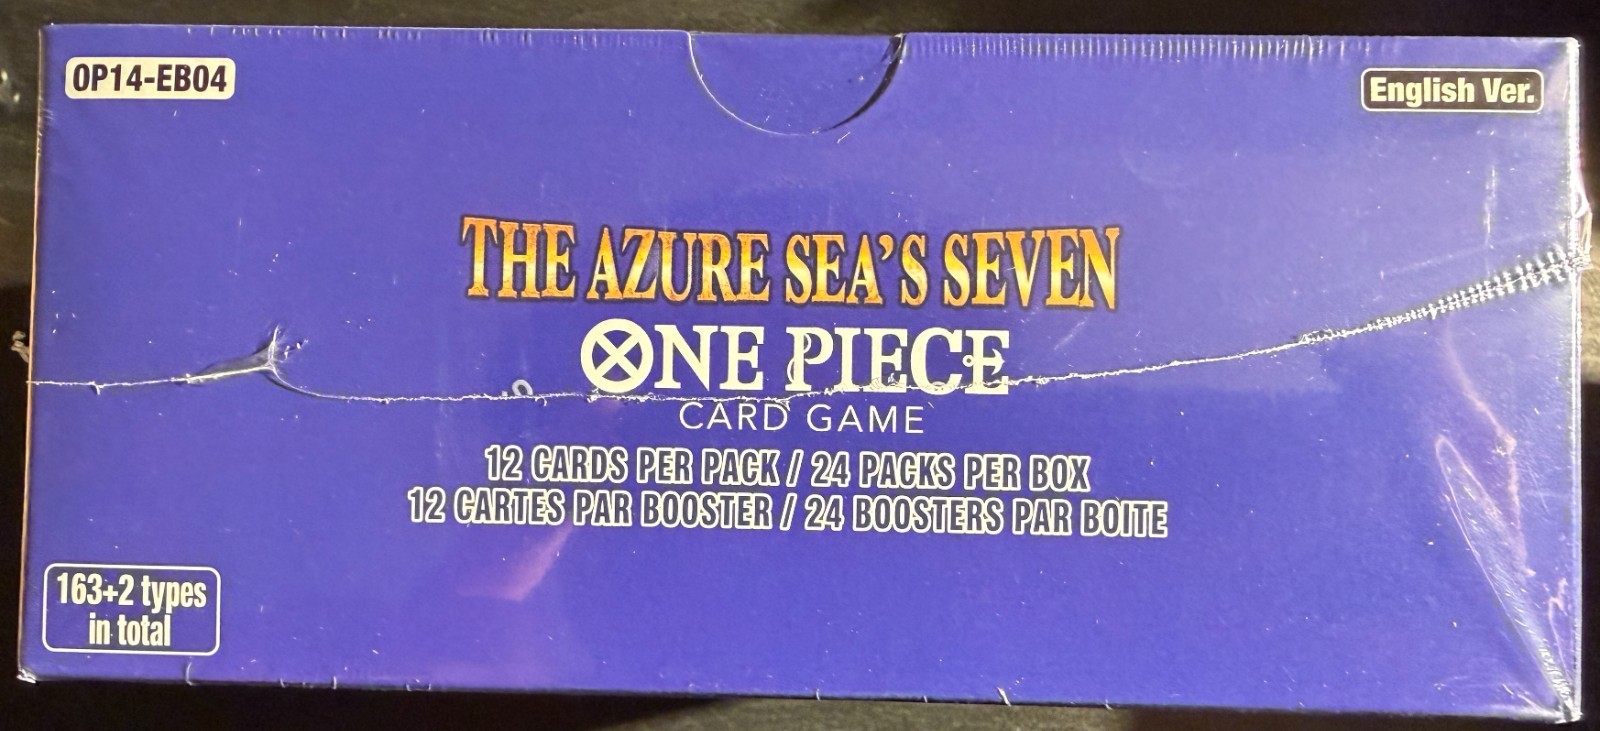 OP14-EB04
English Ver.
THE AZURE SEA'S SEVEN
ONE PIECE
CARD GAME
12 CARDS PER PACK / 24 PACKS PER BOX
12 CARTES PAR BOOSTER / 24 BOOSTERS PAR BOITE
163+2 types
in total